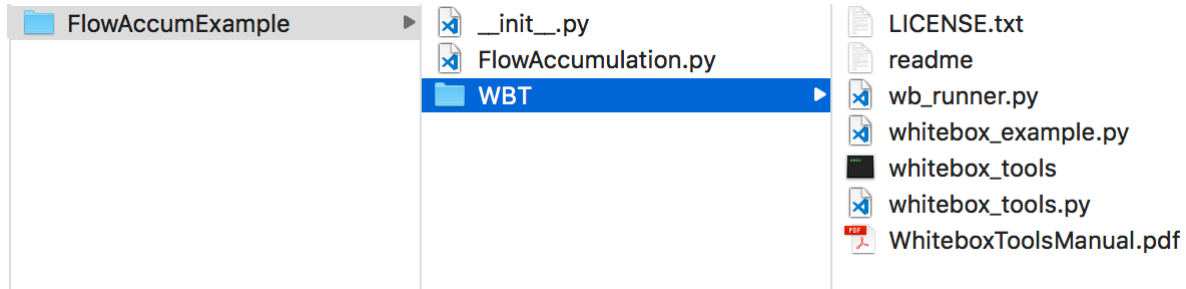 FlowAccumExample
__init__.py
FlowAccumulation.py
WBT
LICENSE.txt
readme
wb_runner.py
whitebox_example.py
whitebox_tools
whitebox_tools.py
PDF
WhiteboxToolsManual.pdf